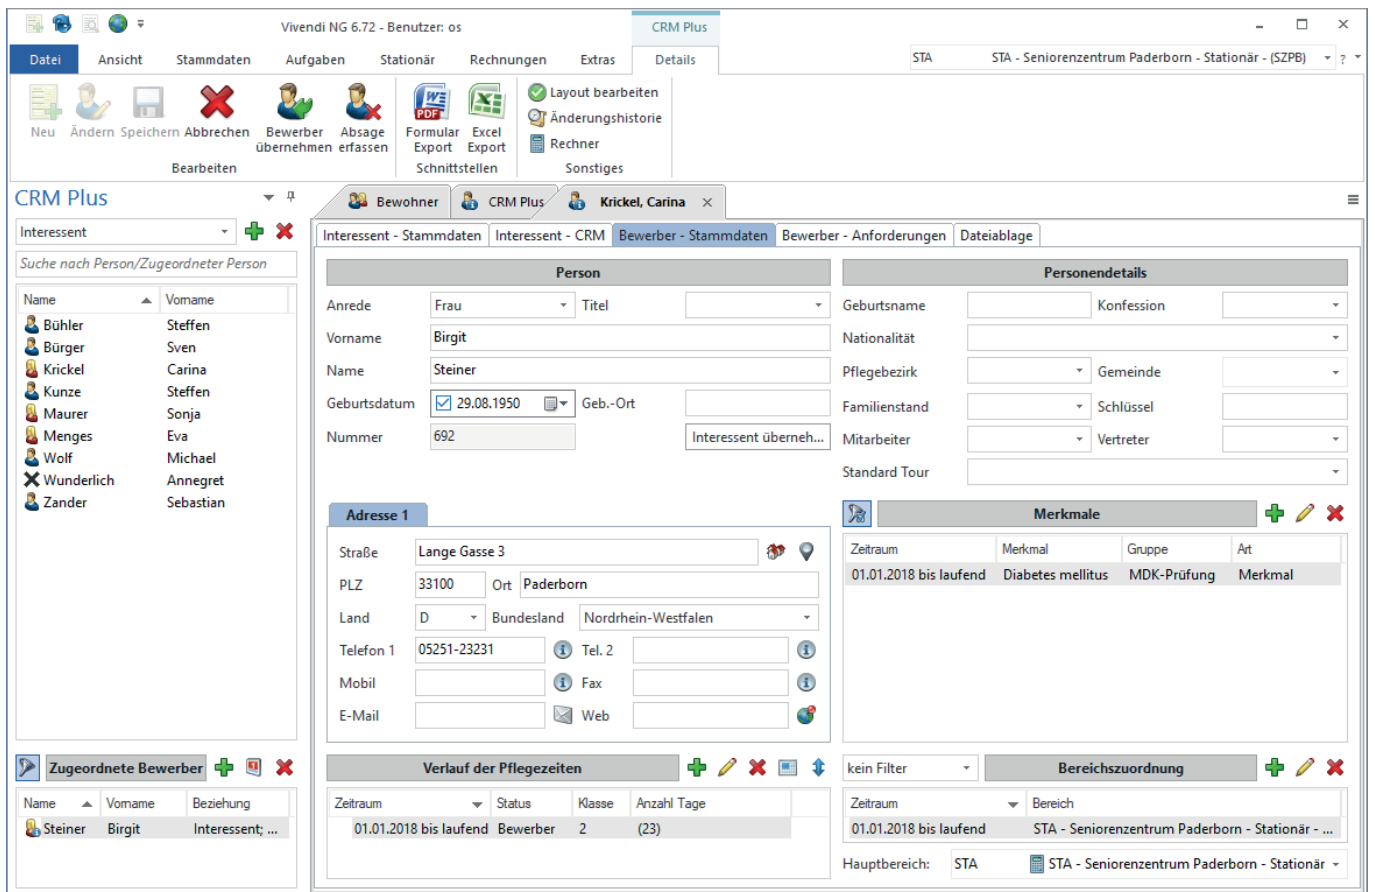 Vivendi NG 6.72 - Benutzer: os
CRM Plus
Datei Ansicht Stammdaten Aufgaben Stationär Rechnungen Extras Details
STA STA - Seniorenzentrum Paderborn - Stationär - (SZPB) ?
Neu Ändern Speichern Abbrechen Bewerber übernehmen Absage erfassen
Bearbeiten
Formular Export Excel Export
Schnittstellen
Layout bearbeiten
Änderungshistorie
Rechner
Sonstiges
CRM Plus
Interessent
Suche nach Person/Zugeordneter Person
Name Vorname
Bühler Steffen
Bürger Sven
Krickel Carina
Kunze Steffen
Maurer Sonja
Menges Eva
Wolf Michael
Wunderlich Annegret
Zander Sebastian
Zugeordnete Bewerber
Name Vorname Beziehung
Steiner Birgit Interessent; ...
Bewohner CRM Plus Krickel, Carina
Interessent - Stammdaten Interessent - CRM Bewerber - Stammdaten Bewerber - Anforderungen Dateiablage
Person
Anrede Frau Titel
Vorname Birgit
Name Steiner
Geburtsdatum 29.08.1950 Geb.-Ort
Nummer 692 Interessent überneh...
Adresse 1
Straße Lange Gasse 3
PLZ 33100 Ort Paderborn
Land D Bundesland Nordrhein-Westfalen
Telefon 1 05251-23231 Tel. 2
Mobil Fax
E-Mail Web
Verlauf der Pflegezeiten
Zeitraum Status Klasse Anzahl Tage
01.01.2018 bis laufend Bewerber 2 (23)
Personendetails
Geburtsname Konfession
Nationalität
Pflegebezirk Gemeinde
Familienstand Schlüssel
Mitarbeiter Vertreter
Standard Tour
Merkmale
Zeitraum Merkmal Gruppe Art
01.01.2018 bis laufend Diabetes mellitus MDK-Prüfung Merkmal
kein Filter Bereichszuordnung
Zeitraum Bereich
01.01.2018 bis laufend STA - Seniorenzentrum Paderborn - Stationär - ...
Hauptbereich: STA STA - Seniorenzentrum Paderborn - Stationär